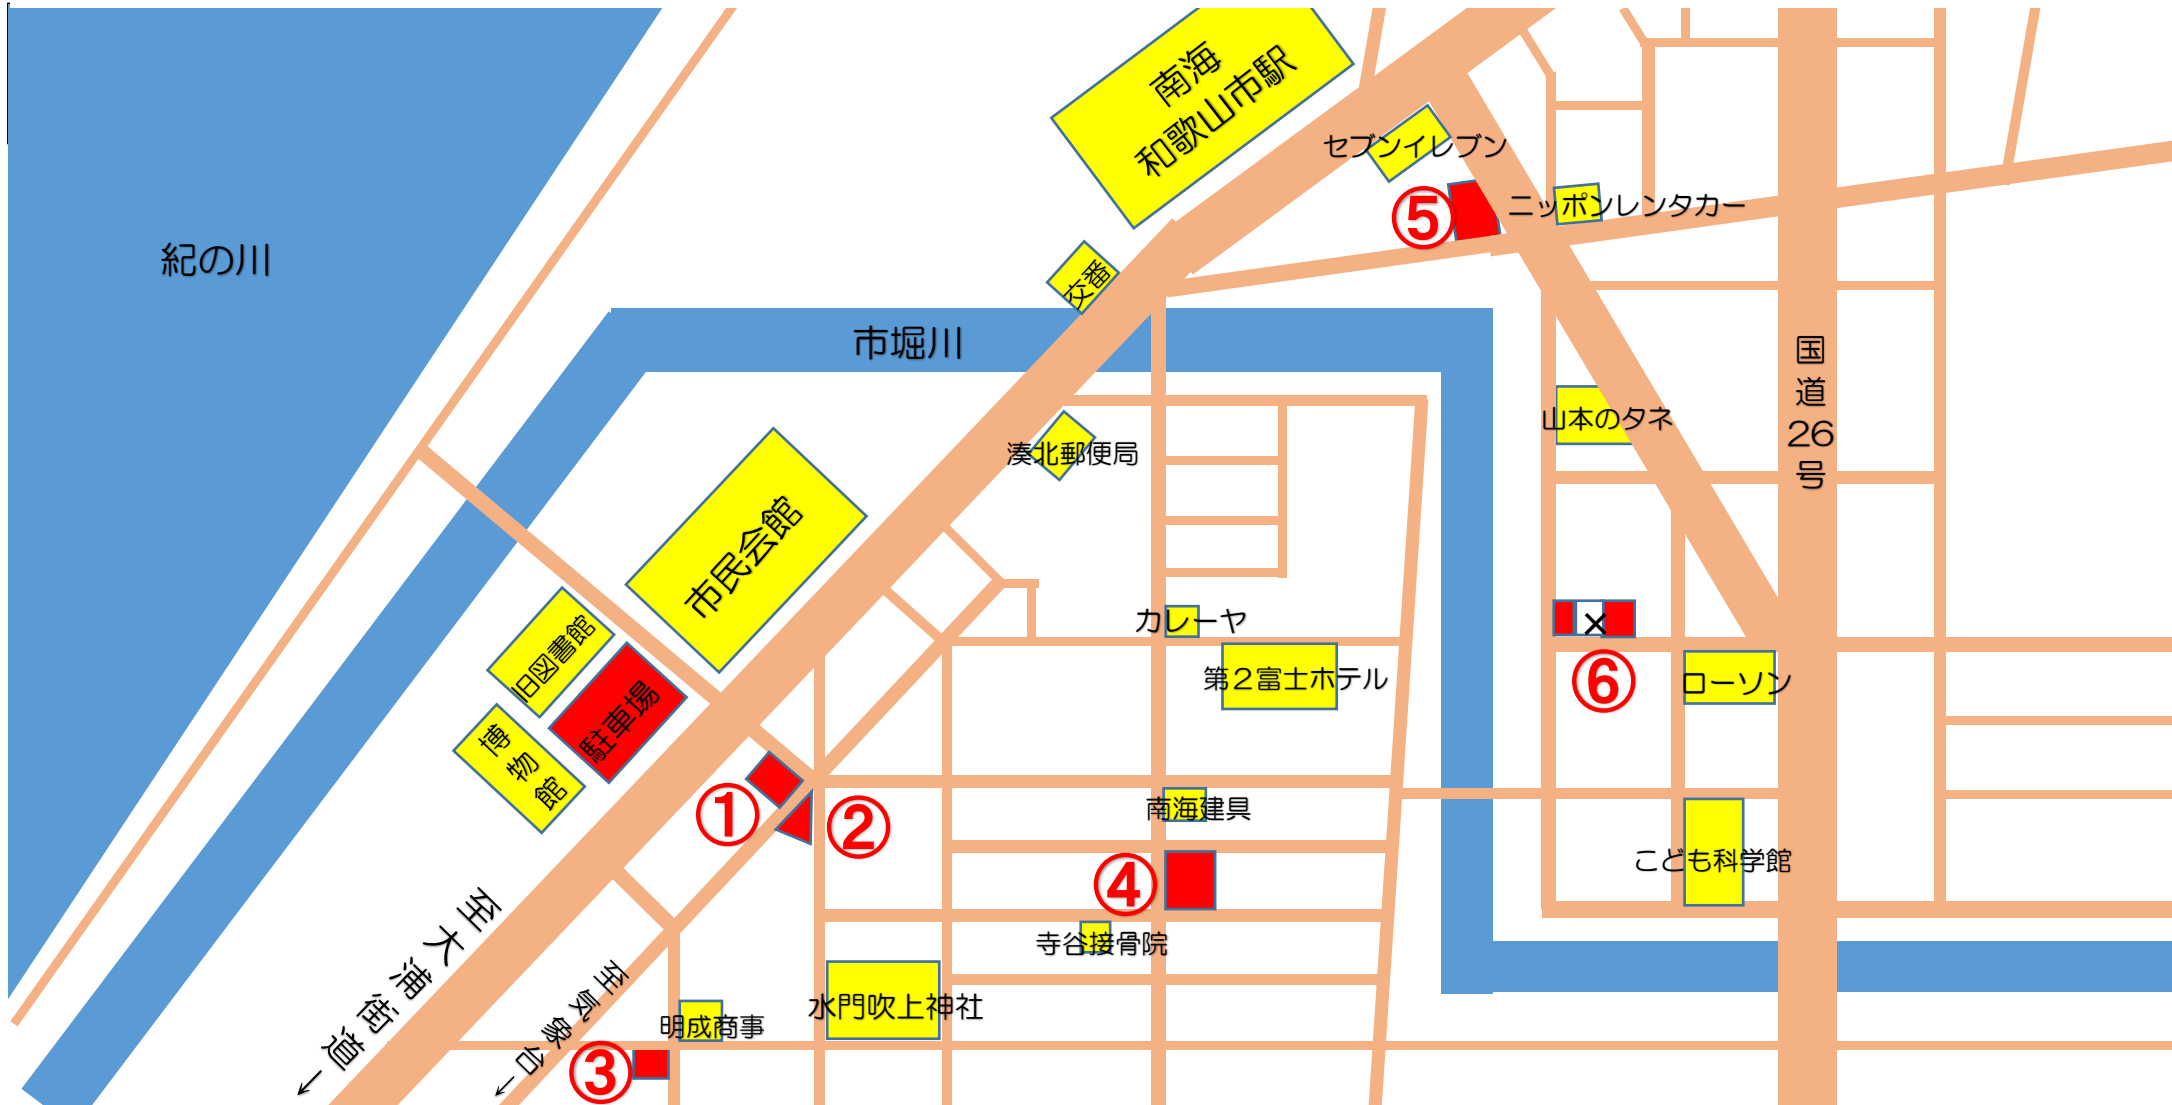 南海
和歌山市駅
セブンイレブン
⑤
ニッポンレンタカー
紀の川
交番
市堀川
国道26号
山本のタネ
湊北郵便局
市民会館
旧図書館
駐車場
博物館
カレーヤ
第2富士ホテル
×
⑥
ローソン
①
②
南海建具
④
こども科学館
寺谷接骨院
至大浦街道→
至気象台→
水門吹上神社
明成商事
③